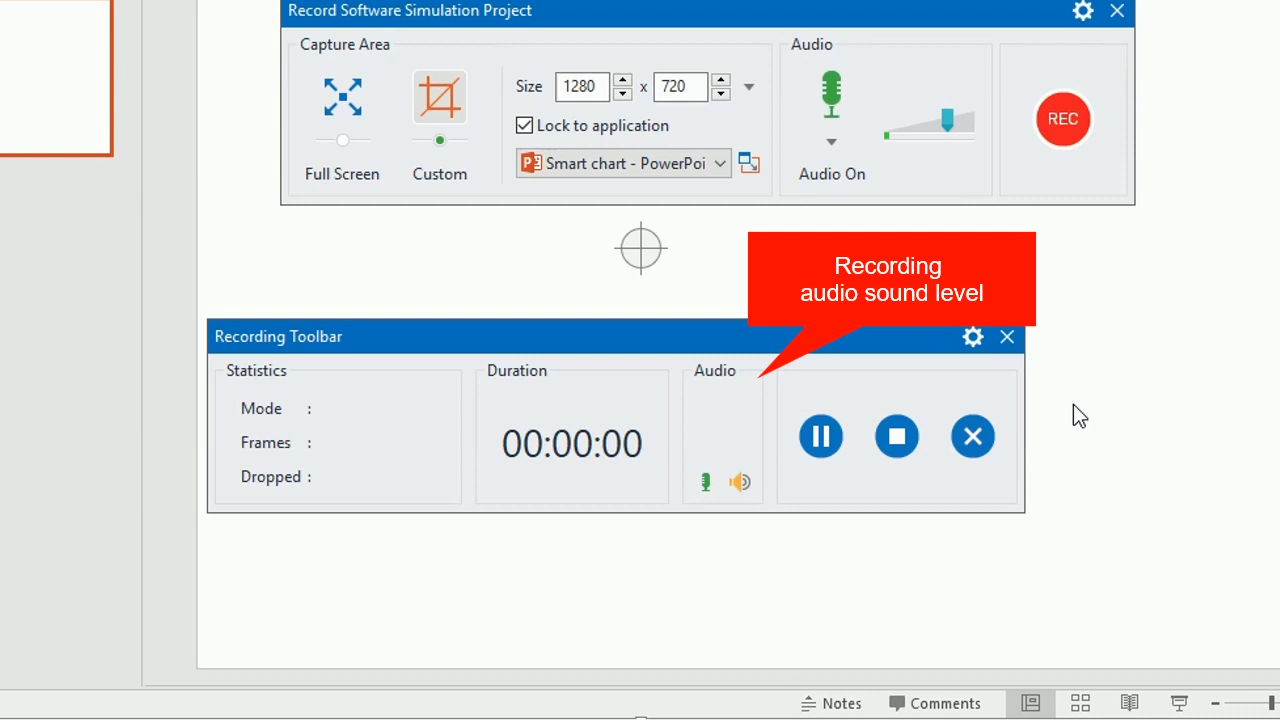 Record Software Simulation Project
Capture Area
Audio
Size 1280 x 720
REC
Lock to application
Smart chart - PowerPoi
Full Screen
Custom
Audio On
Recording
audio sound level
Recording Toolbar
Statistics
Duration
Audio
Mode :
Frames :
00:00:00
Dropped :
Notes
Comments